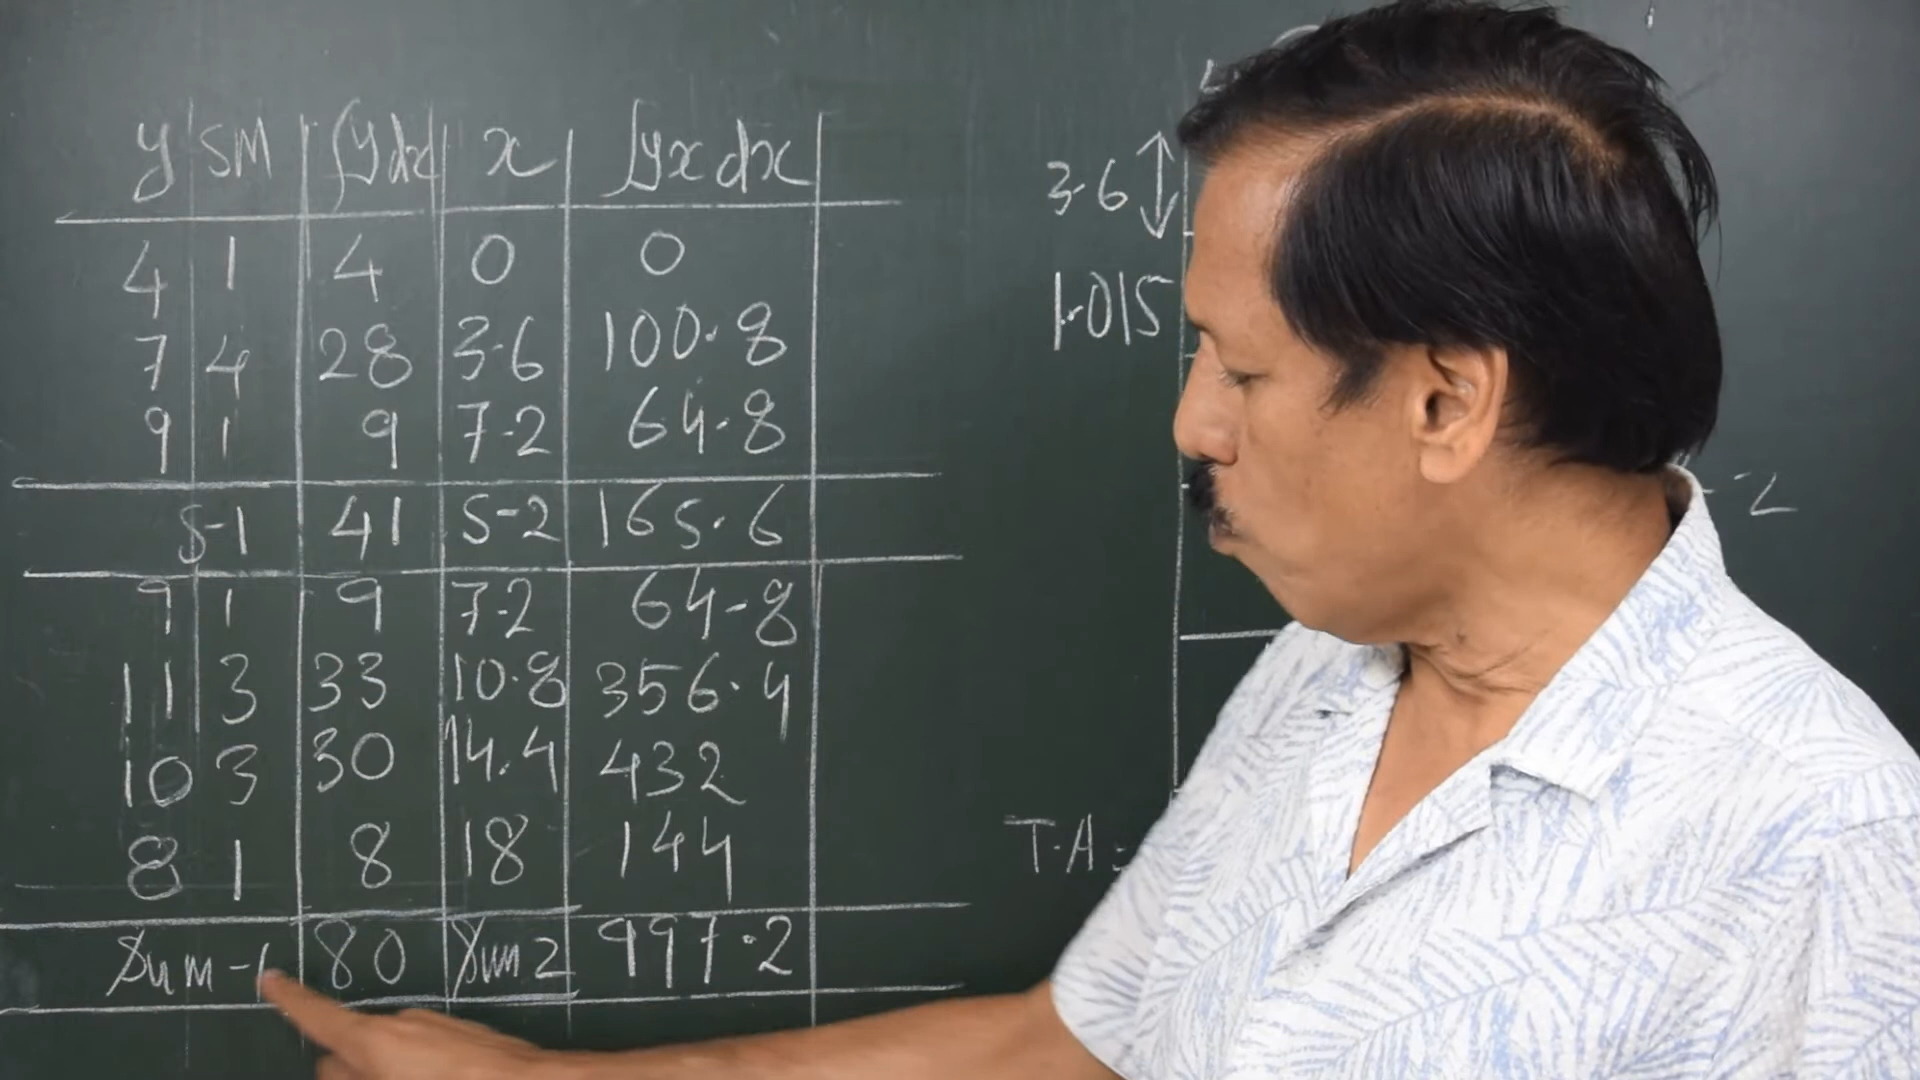 y SM ∫ydx x ∫yxdx
4 1 4 0 0
7 4 28 3.6 100.8
9 1 9 7.2 64.8
S-1 41 S-2 165.6
9 1 9 7.2 64.8
11 3 33 10.8 356.4
10 3 30 14.4 432
8 1 8 18 144
Sum-1 80 Sum 2 997.2
3.6
1.015
T.A =